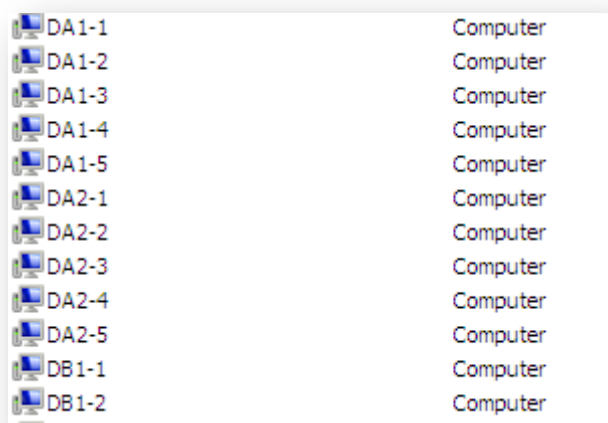 DA1-1 Computer
DA1-2 Computer
DA1-3 Computer
DA1-4 Computer
DA1-5 Computer
DA2-1 Computer
DA2-2 Computer
DA2-3 Computer
DA2-4 Computer
DA2-5 Computer
DB1-1 Computer
DB1-2 Computer